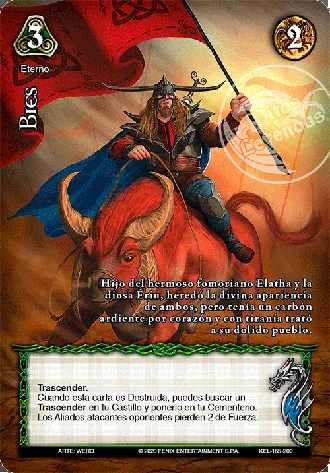 3
2
Eterno
Bres
Hijo del hermoso fomoriano Elatha y la
diosa Ériu, heredó la divina apariencia
de ambos, pero tenía un carbón
ardiente por corazón y con tiranía trató
a su dolido pueblo.
Trascender.
Cuando esta carta es Destruida, puedes buscar un
Trascender en tu Castillo y ponerlo en tu Cementerio.
Los Aliados atacantes oponentes pierden 2 de Fuerza.
© 2020 FENIX ENTERTAINMENT S.P.A.